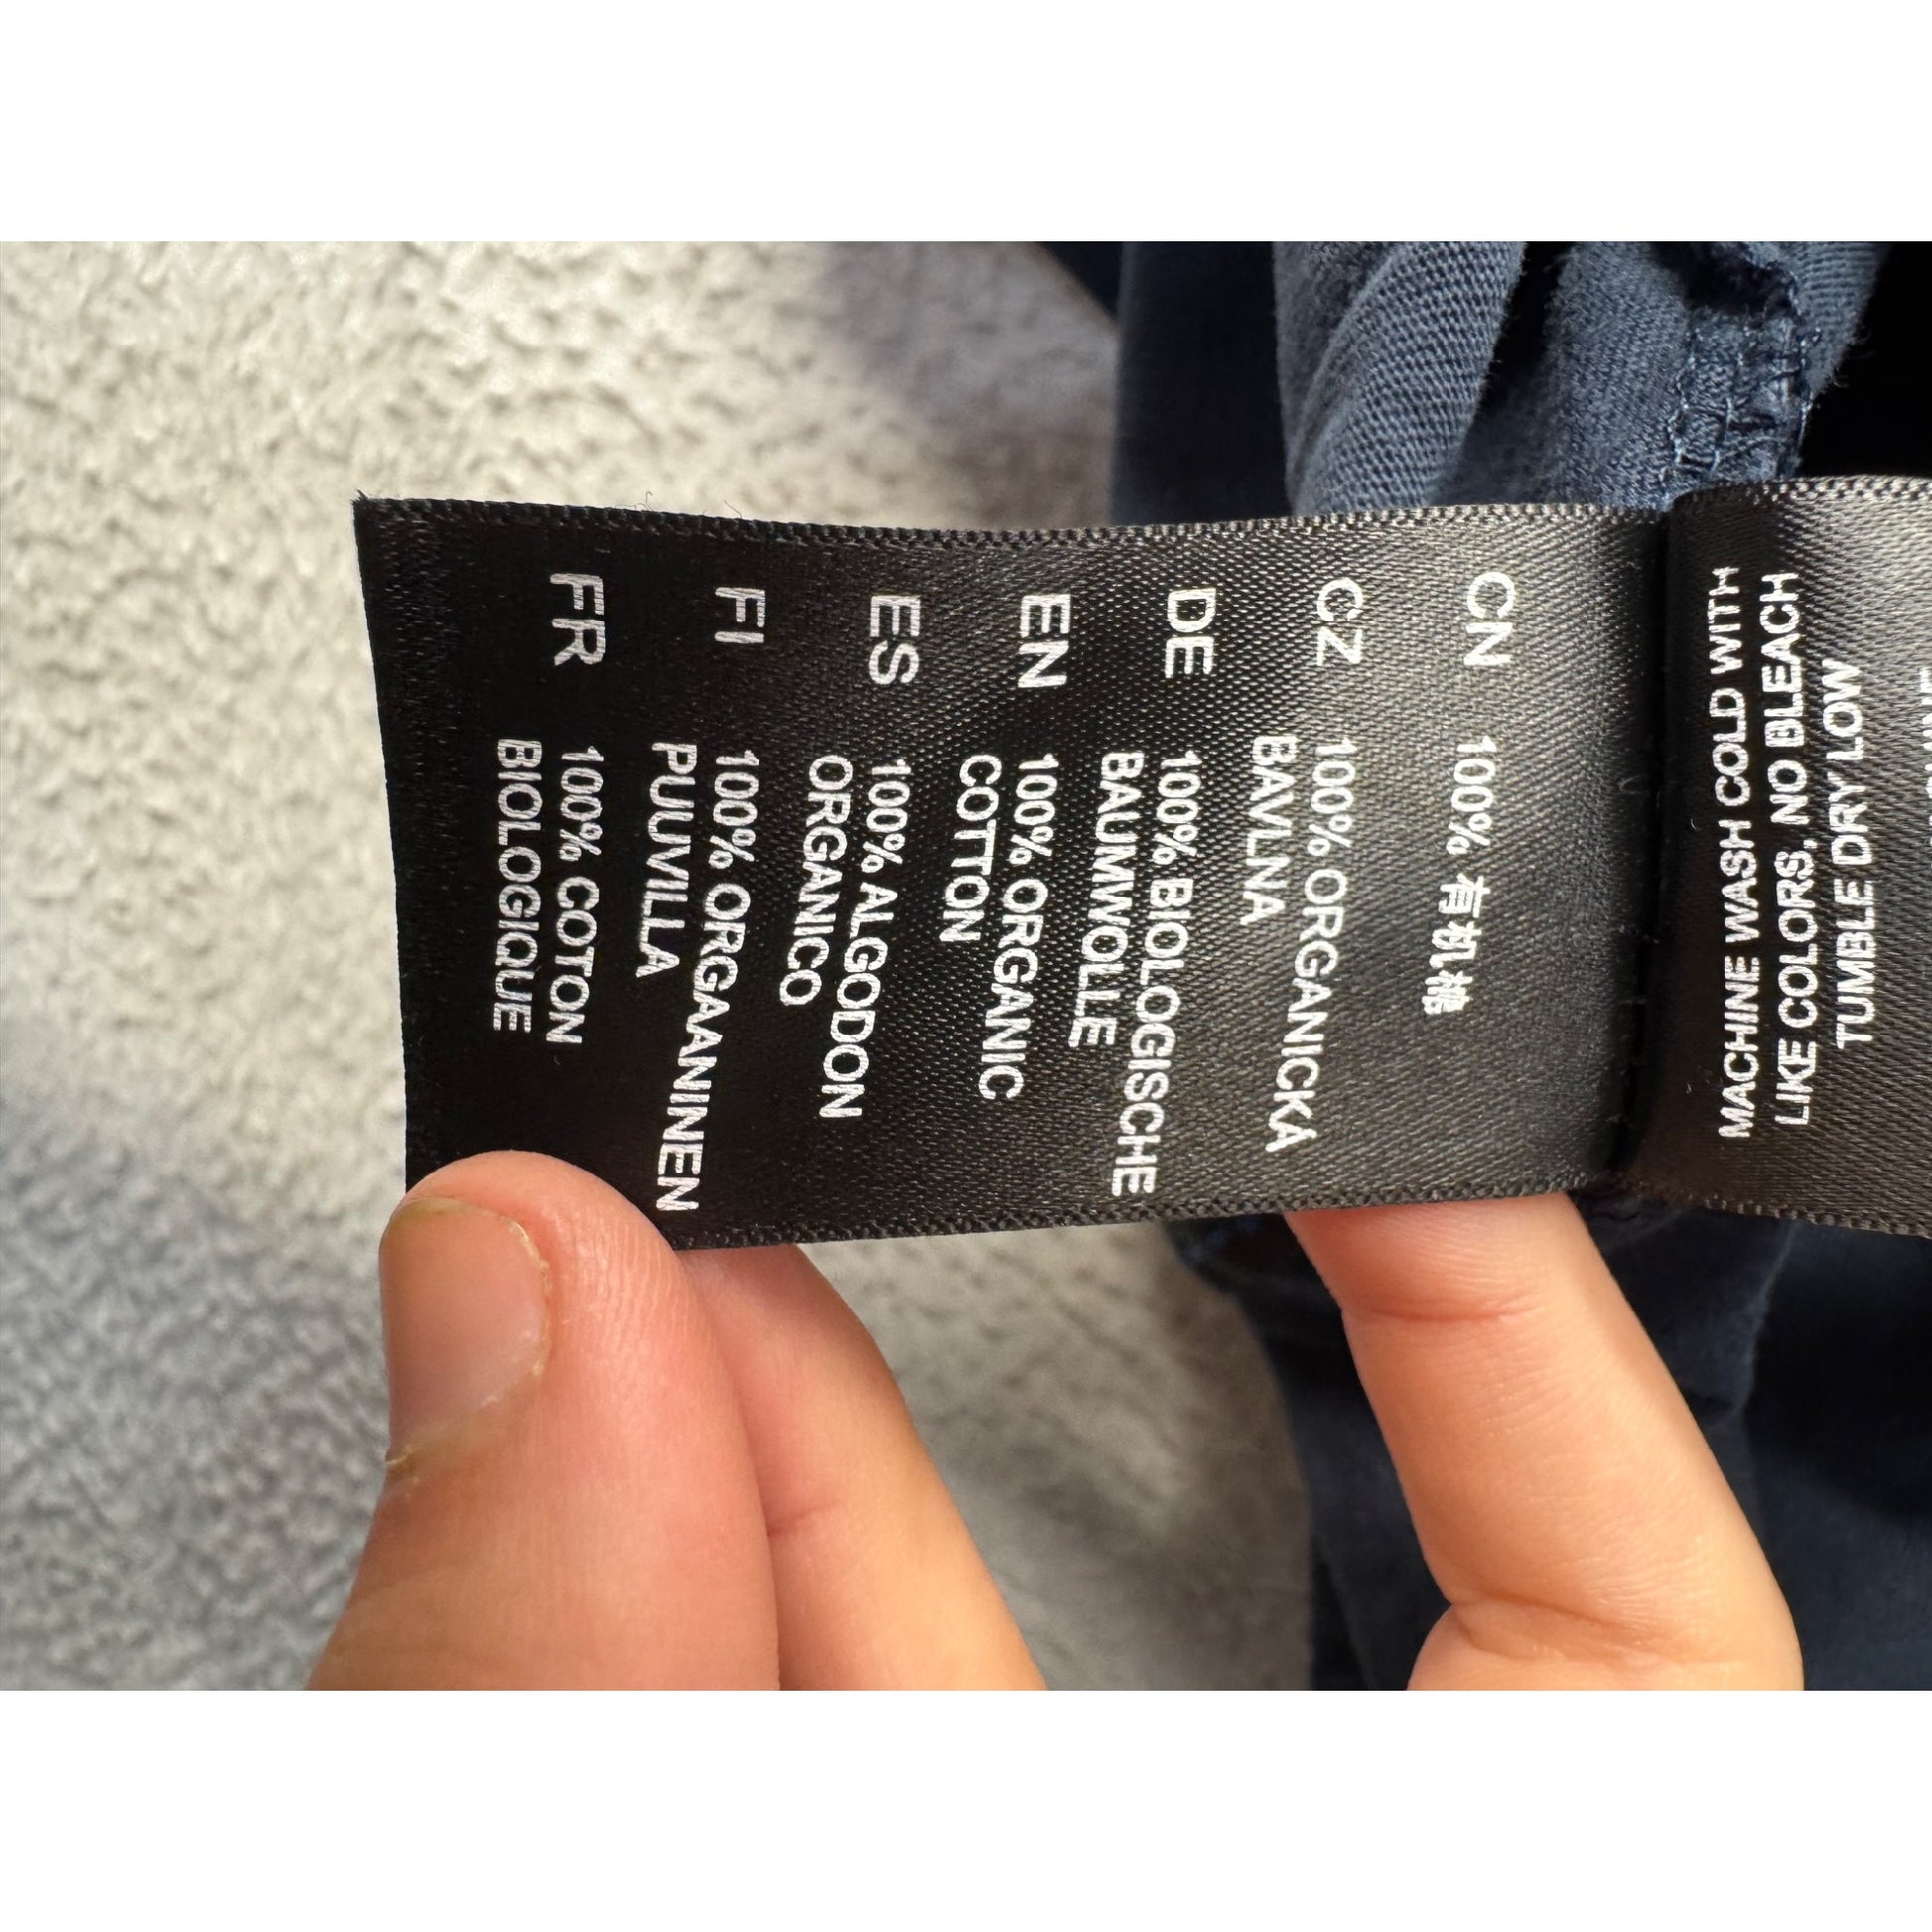 CN 100% 有机棉
CZ 100% ORGANICKÁ
BAVLNA
DE 100% BIOLOGISCHE
BAUMWOLLE
EN 100% ORGANIC
COTTON
ES 100% ALGODON
ORGANICO
FI 100% ORGAANINEN
PUUVILLA
FR 100% COTON
BIOLOGIQUE
MACHINE WASH COLD WITH
LIKE COLORS, NO BLEACH
TUMBLE DRY LOW